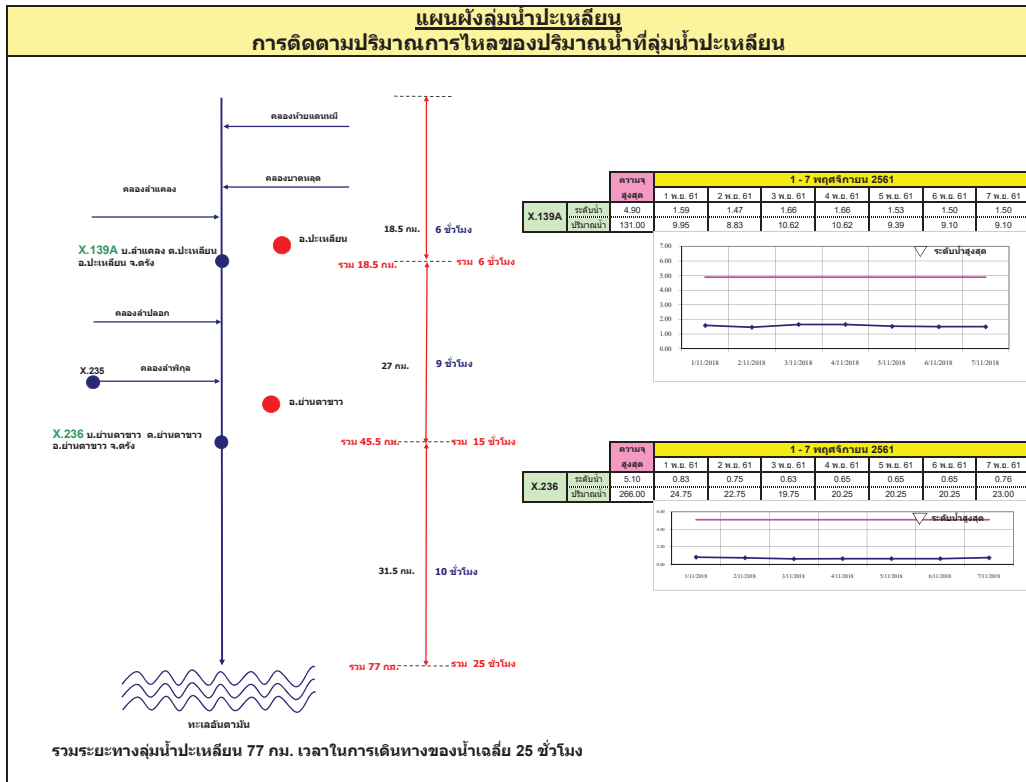 แผนผังลุ่มน้ำปะเหลียน
การติดตามปริมาณการไหลของปริมาณน้ำที่ลุ่มน้ำปะเหลียน
คลองห้วยแดนหมี
คลองบาตหลุด
คลองลำแคลง
18.5 กม. 6 ชั่วโมง
อ.ปะเหลียน
X.139A บ.ลำแคลง ต.ปะเหลียน
อ.ปะเหลียน จ.ตรัง
รวม 18.5 กม. รวม 6 ชั่วโมง
คลองลำปลอก
X.235 คลองลำพิกุล
27 กม. 9 ชั่วโมง
อ.ย่านตาขาว
X.236 บ.ย่านตาขาว ต.ย่านตาขาว
อ.ย่านตาขาว จ.ตรัง
รวม 45.5 กม. รวม 15 ชั่วโมง
31.5 กม. 10 ชั่วโมง
รวม 77 กม. รวม 25 ชั่วโมง
ทะเลอันดามัน
ความจุสูงสุด 1 - 7 พฤศจิกายน 2561
1 พ.ย. 61 2 พ.ย. 61 3 พ.ย. 61 4 พ.ย. 61 5 พ.ย. 61 6 พ.ย. 61 7 พ.ย. 61
X.139A
ระดับน้ำ 4.90 1.59 1.47 1.66 1.66 1.53 1.50 1.50
ปริมาณน้ำ 131.00 9.95 8.83 10.62 10.62 9.39 9.10 9.10
ระดับน้ำสูงสุด
7.00
6.00
5.00
4.00
3.00
2.00
1.00
0.00
1/11/2018 2/11/2018 3/11/2018 4/11/2018 5/11/2018 6/11/2018 7/11/2018
ความจุสูงสุด 1 - 7 พฤศจิกายน 2561
1 พ.ย. 61 2 พ.ย. 61 3 พ.ย. 61 4 พ.ย. 61 5 พ.ย. 61 6 พ.ย. 61 7 พ.ย. 61
X.236
ระดับน้ำ 5.10 0.83 0.75 0.63 0.65 0.65 0.65 0.76
ปริมาณน้ำ 266.00 24.75 22.75 19.75 20.25 20.25 20.25 23.00
ระดับน้ำสูงสุด
6.00
4.00
2.00
0.00
1/11/2018 2/11/2018 3/11/2018 4/11/2018 5/11/2018 6/11/2018 7/11/2018
รวมระยะทางลุ่มน้ำปะเหลียน 77 กม. เวลาในการเดินทางของน้ำเฉลี่ย 25 ชั่วโมง